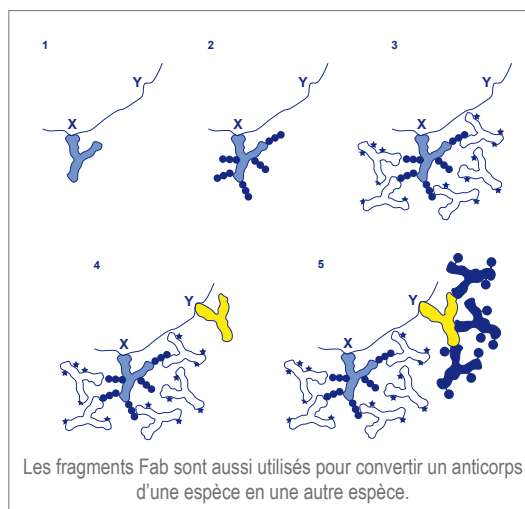 1
2
3
Y
Y
Y
X
X
X
4
5
Y
Y
X
X
Les fragments Fab sont aussi utilisés pour convertir un anticorps
d’une espèce en une autre espèce.